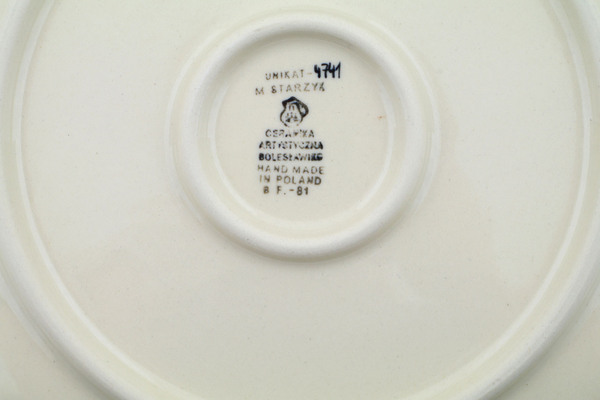 UNIKAT-4741
M STARZYK
CERAMIKA
ARTYSTYCZNA
BOLESŁAWIEC
HAND MADE
IN POLAND
8 F.-81